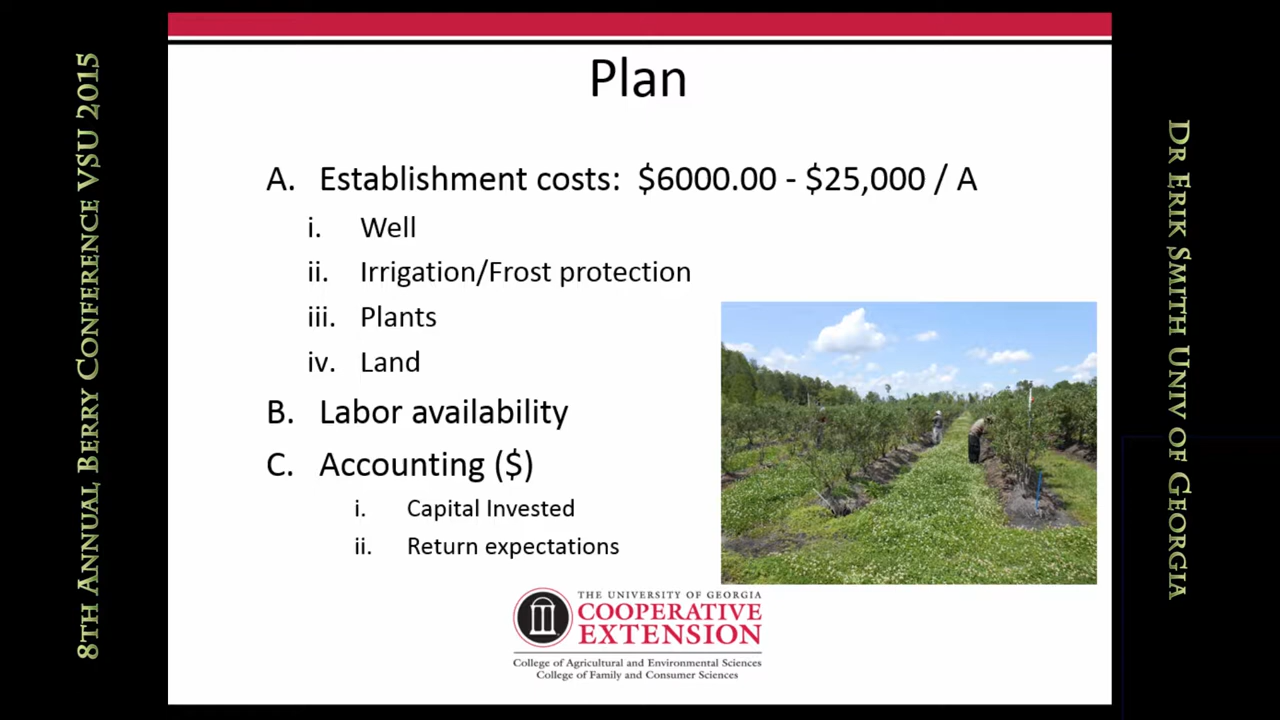 8TH ANNUAL BERRY CONFERENCE VSU 2015
Plan
A. Establishment costs: $6000.00 - $25,000 / A
i. Well
ii. Irrigation/Frost protection
iii. Plants
iv. Land
B. Labor availability
C. Accounting ($)
i. Capital Invested
ii. Return expectations
THE UNIVERSITY OF GEORGIA
COOPERATIVE
EXTENSION
College of Agricultural and Environmental Sciences
College of Family and Consumer Sciences
DR ERIK SMITH UNIV OF GEORGIA